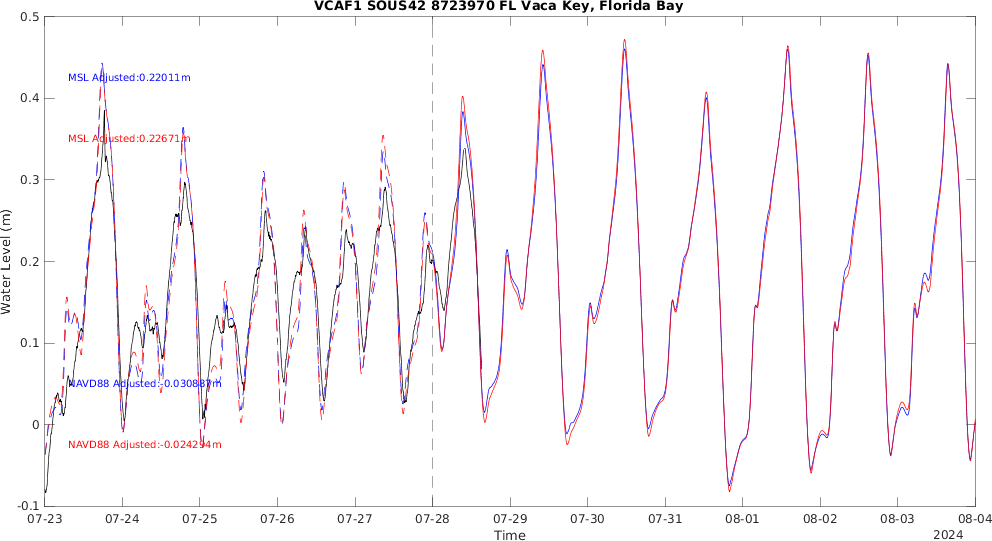 VCAF1 SOUS42 8723970 FL Vaca Key, Florida Bay
0.5
MSL Adjusted:0.22011m
0.4
MSL Adjusted:0.22671m
0.3
Water Level (m)
0.2
0.1
NAVD88 Adjusted:-0.030887m
0
NAVD88 Adjusted:-0.024294m
-0.1
07-23 07-24 07-25 07-26 07-27 07-28 07-29 07-30 07-31 08-01 08-02 08-03 08-04
Time
2024